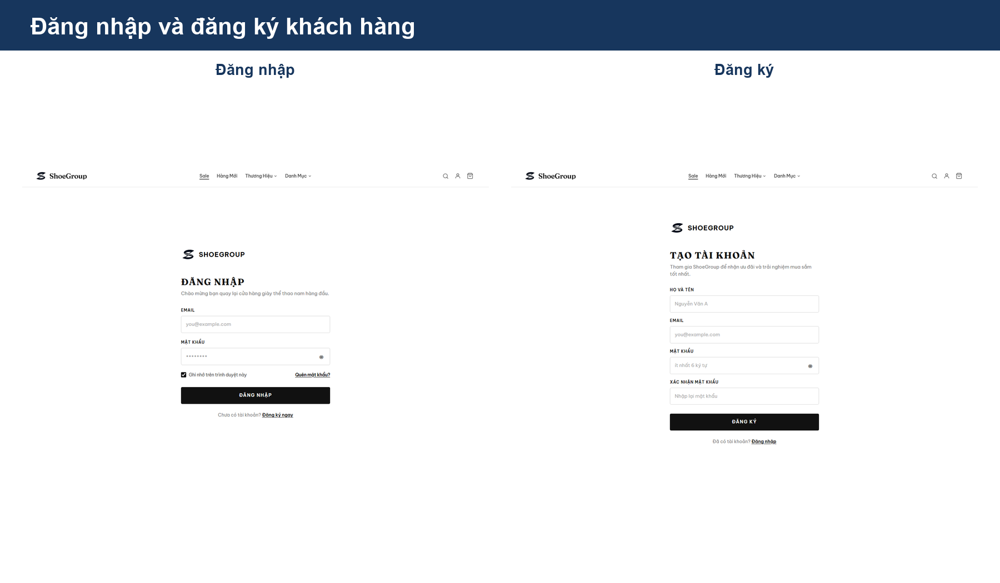 Đăng nhập và đăng ký khách hàng
Đăng nhập
ShoeGroup Sale Hàng Mới Thương Hiệu Danh Mục
SHOEGROUP
ĐĂNG NHẬP
Chào mừng bạn quay lại cửa hàng giày thể thao nam hàng đầu.
EMAIL
you@example.com
MẬT KHẨU
••••••••
Ghi nhớ trên trình duyệt này Quên mật khẩu?
ĐĂNG NHẬP
Chưa có tài khoản? Đăng ký ngay
Đăng ký
ShoeGroup Sale Hàng Mới Thương Hiệu Danh Mục
SHOEGROUP
TẠO TÀI KHOẢN
Tham gia ShoeGroup để nhận ưu đãi và trải nghiệm mua sắm
tốt nhất.
HỌ VÀ TÊN
Nguyễn Văn A
EMAIL
you@example.com
MẬT KHẨU
ít nhất 6 ký tự
XÁC NHẬN MẬT KHẨU
Nhập lại mật khẩu
ĐĂNG KÝ
Đã có tài khoản? Đăng nhập